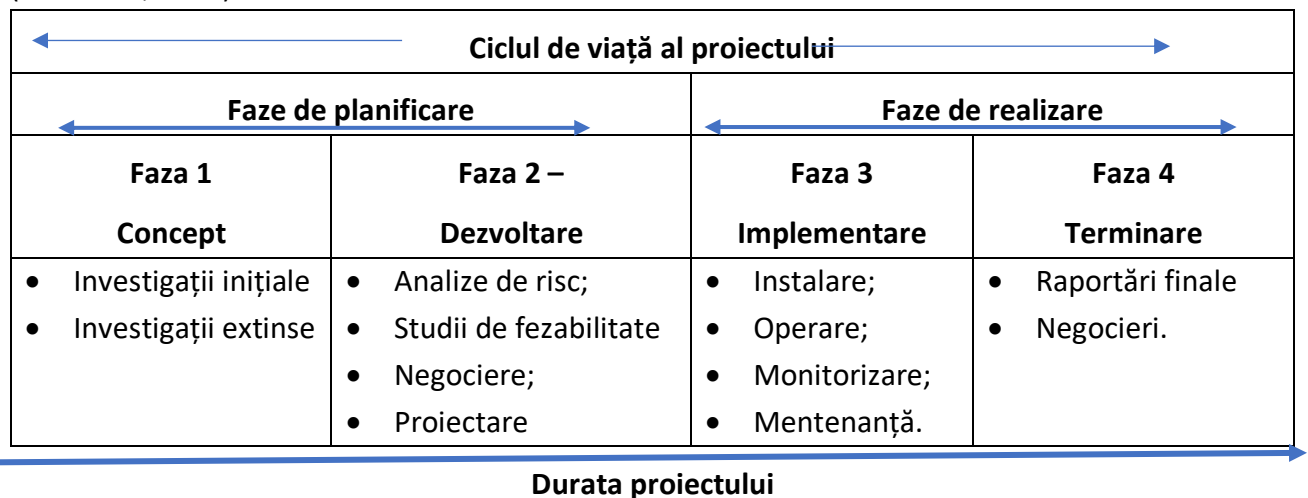 Ciclul de viață al proiectului
Faze de planificare
Faze de realizare
Faza 1
Concept
Faza 2 –
Dezvoltare
Faza 3
Implementare
Faza 4
Terminare
• Investigații inițiale
• Investigații extinse
• Analize de risc;
• Studii de fezabilitate
• Negociere;
• Proiectare
• Instalare;
• Operare;
• Monitorizare;
• Mentenanță.
• Raportări finale
• Negocieri.
Durata proiectului